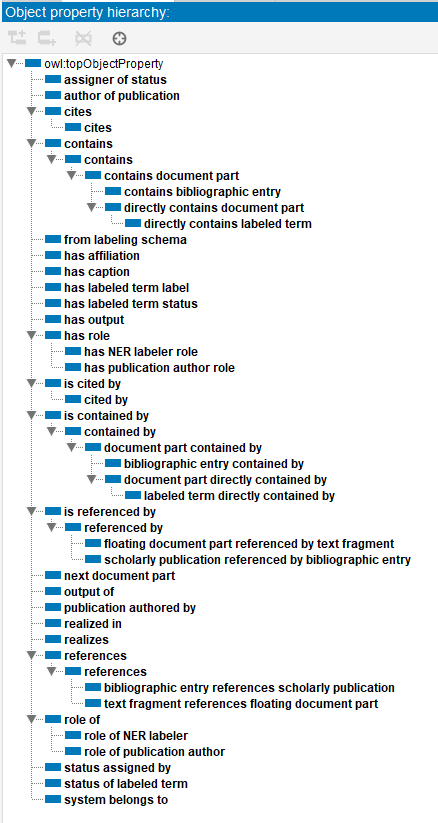 Object property hierarchy:
owl:topObjectProperty
assigner of status
author of publication
cites
cites
contains
contains
contains document part
contains bibliographic entry
directly contains document part
directly contains labeled term
from labeling schema
has affiliation
has caption
has labeled term label
has labeled term status
has output
has role
has NER labeler role
has publication author role
is cited by
cited by
is contained by
contained by
document part contained by
bibliographic entry contained by
document part directly contained by
labeled term directly contained by
is referenced by
referenced by
floating document part referenced by text fragment
scholarly publication referenced by bibliographic entry
next document part
output of
publication authored by
realized in
realizes
references
references
bibliographic entry references scholarly publication
text fragment references floating document part
role of
role of NER labeler
role of publication author
status assigned by
status of labeled term
system belongs to